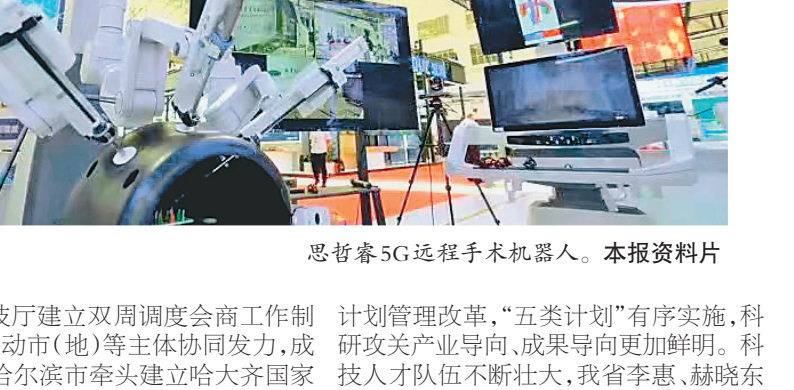 思哲睿5G远程手术机器人。本报资料片
技厅建立双周调度会商工作制
动市(地)等主体协同发力,成
哈尔滨市牵头建立哈大齐国家
计划管理改革,“五类计划”有序实施,科
研攻关产业导向、成果导向更加鲜明。科
技人才队伍不断壮大,我省李惠、赫晓东